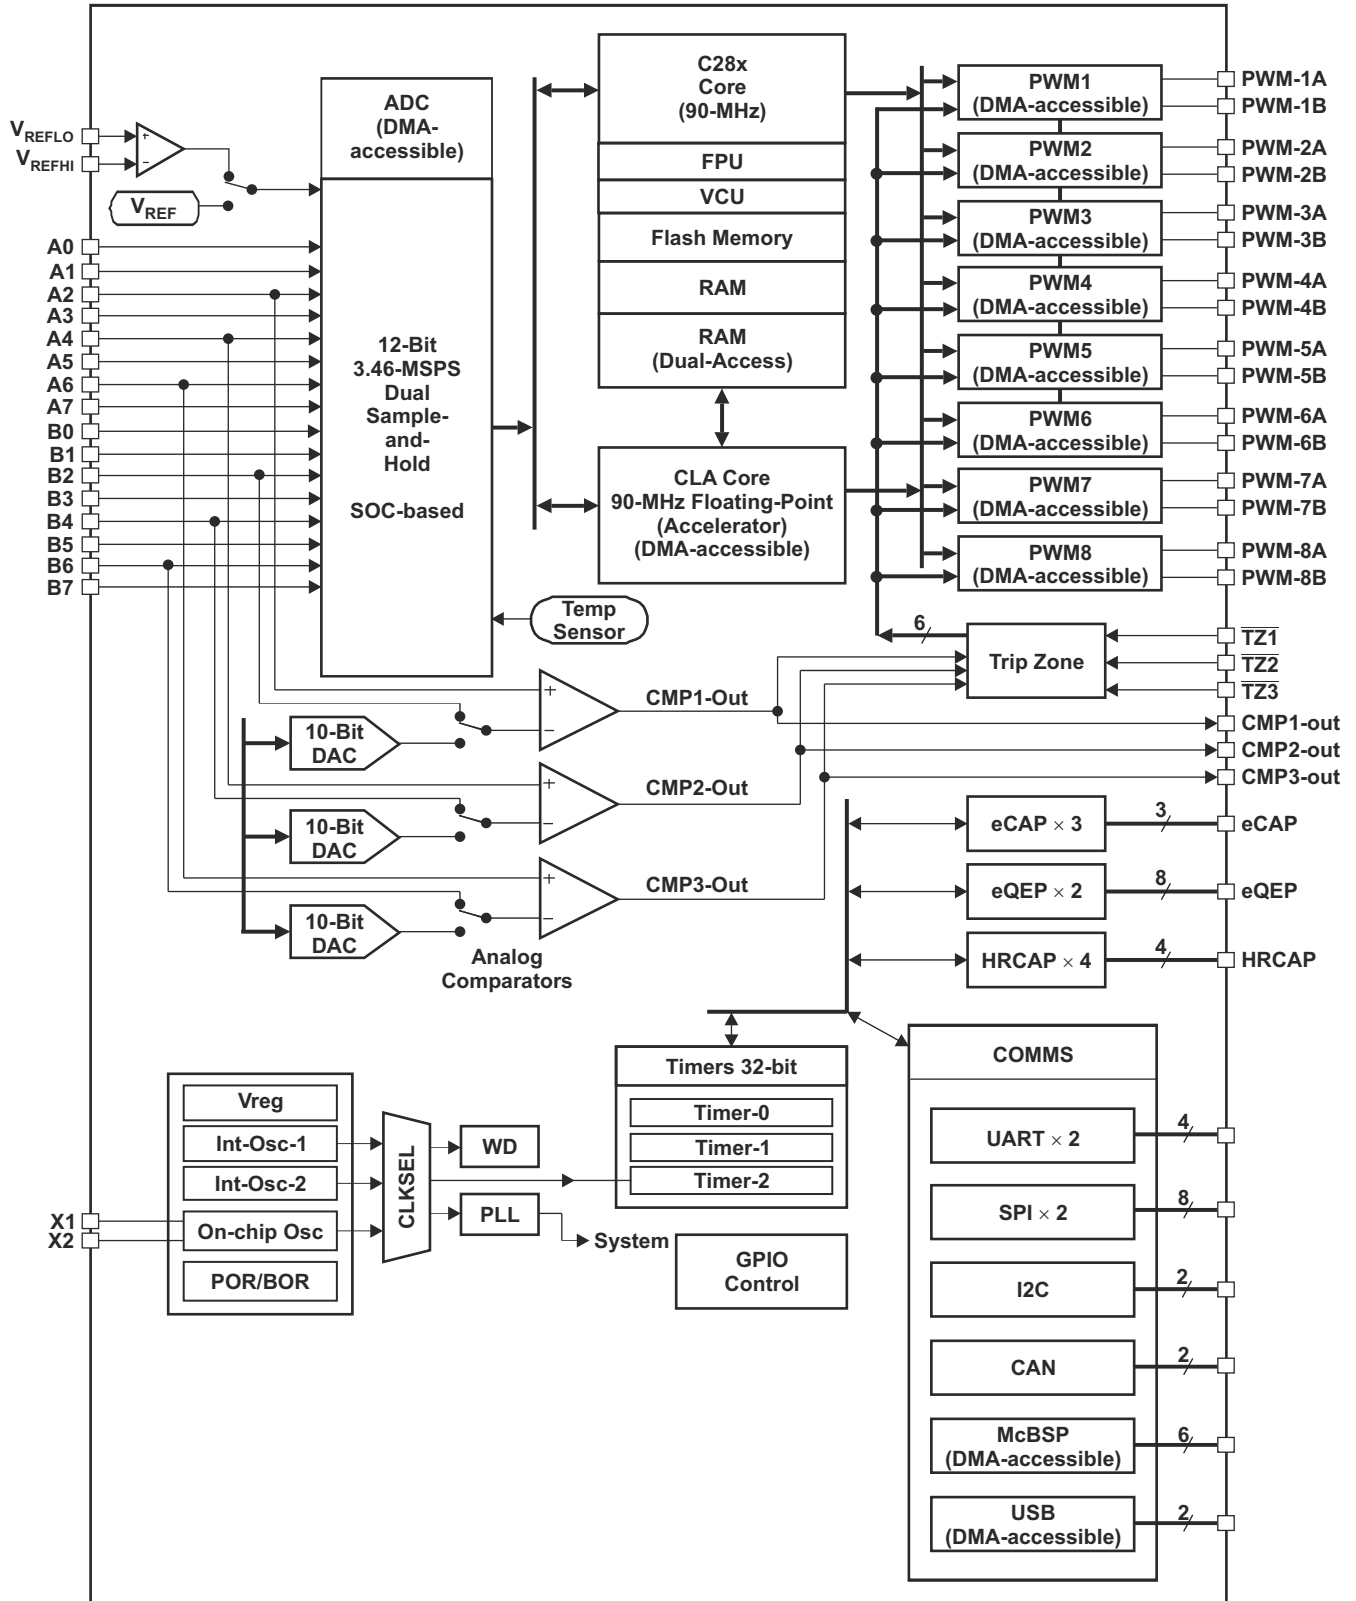 V_REFLO
V_REFHI
V_REF
A0
A1
A2
A3
A4
A5
A6
A7
B0
B1
B2
B3
B4
B5
B6
B7
ADC
(DMA-
accessible)
12-Bit
3.46-MSPS
Dual
Sample-
and-
Hold
SOC-based
Temp
Sensor
C28x
Core
(90-MHz)
FPU
VCU
Flash Memory
RAM
RAM
(Dual-Access)
CLA Core
90-MHz Floating-Point
(Accelerator)
(DMA-accessible)
PWM1
(DMA-accessible)
PWM2
(DMA-accessible)
PWM3
(DMA-accessible)
PWM4
(DMA-accessible)
PWM5
(DMA-accessible)
PWM6
(DMA-accessible)
PWM7
(DMA-accessible)
PWM8
(DMA-accessible)
PWM-1A
PWM-1B
PWM-2A
PWM-2B
PWM-3A
PWM-3B
PWM-4A
PWM-4B
PWM-5A
PWM-5B
PWM-6A
PWM-6B
PWM-7A
PWM-7B
PWM-8A
PWM-8B
6
Trip Zone
TZ1
TZ2
TZ3
CMP1-out
CMP2-out
CMP3-out
10-Bit
DAC
10-Bit
DAC
10-Bit
DAC
+
−
+
−
+
−
+
−
CMP1-Out
CMP2-Out
CMP3-Out
Analog
Comparators
eCAP × 3
3
eCAP
eQEP × 2
8
eQEP
HRCAP × 4
4
HRCAP
Timers 32-bit
Timer-0
Timer-1
Timer-2
COMMS
UART × 2
4
SPI × 2
8
I2C
2
CAN
2
McBSP
(DMA-accessible)
6
USB
(DMA-accessible)
2
Vreg
Int-Osc-1
Int-Osc-2
On-chip Osc
POR/BOR
X1
X2
CLKSEL
WD
PLL
System
GPIO
Control